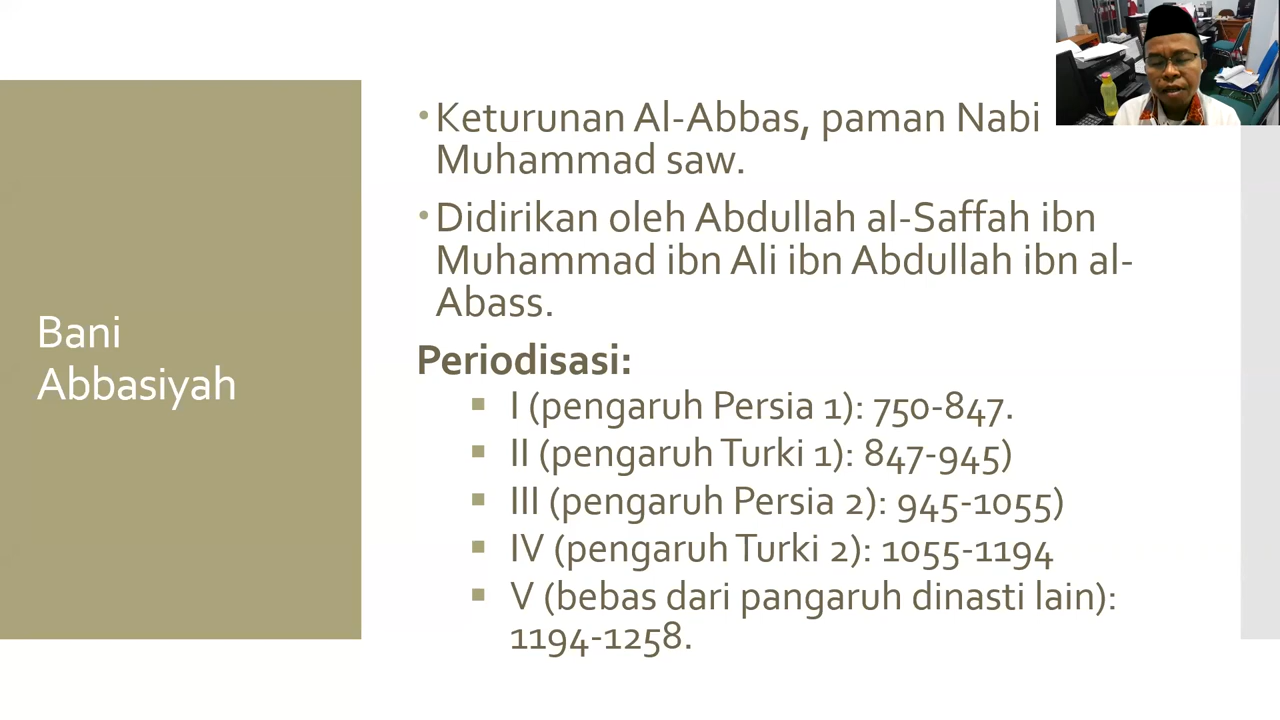 Bani
Abbasiyah
•Keturunan Al-Abbas, paman Nabi
Muhammad saw.
•Didirikan oleh Abdullah al-Saffah ibn
Muhammad ibn Ali ibn Abdullah ibn al-
Abass.
Periodisasi:
▪ I (pengaruh Persia 1): 750-847.
▪ II (pengaruh Turki 1): 847-945)
▪ III (pengaruh Persia 2): 945-1055)
▪ IV (pengaruh Turki 2): 1055-1194
▪ V (bebas dari pangaruh dinasti lain):
1194-1258.